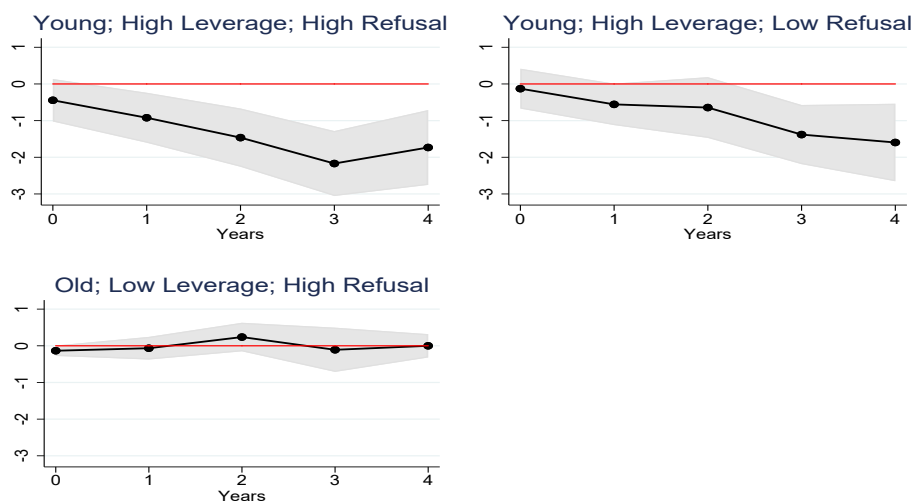 Young; High Leverage; High Refusal
1
0
-1
-2
-3
0 1 2 3 4
Years
Young; High Leverage; Low Refusal
1
0
-1
-2
-3
0 1 2 3 4
Years
Old; Low Leverage; High Refusal
1
0
-1
-2
-3
0 1 2 3 4
Years